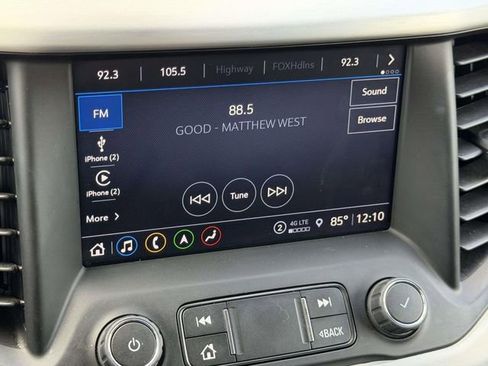 92.3 105.5 Highway FOXHdlns 92.3
FM
88.5
GOOD - MATTHEW WEST
Sound
Browse
iPhone (2)
iPhone (2)
Tune
More
2 4G LTE 85° 12:10
BACK